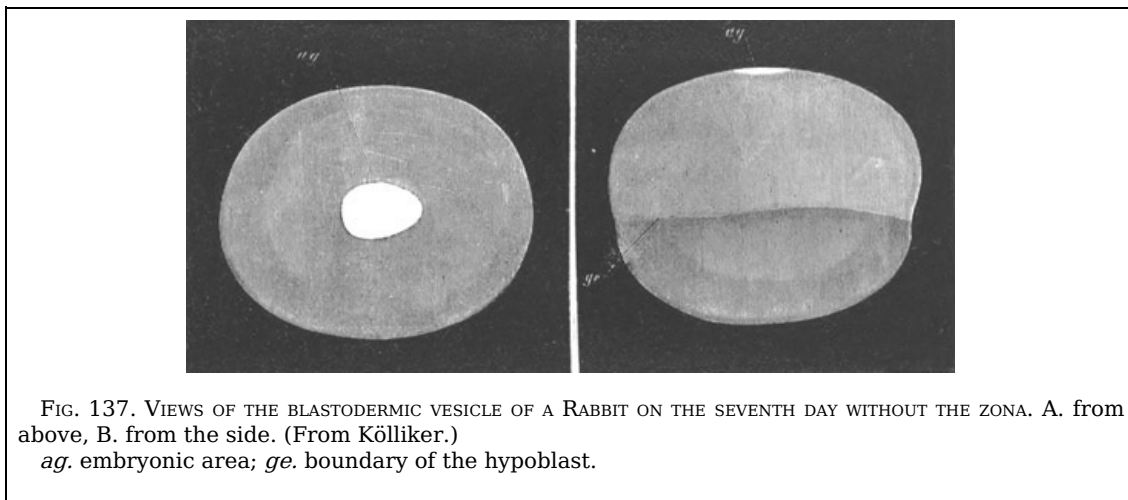 ag
ag
ge
FIG. 137. VIEWS OF THE BLASTODERMIC VESICLE OF A RABBIT ON THE SEVENTH DAY WITHOUT THE ZONA. A. from
above, B. from the side. (From Kölliker.)
ag. embryonic area; ge. boundary of the hypoblast.